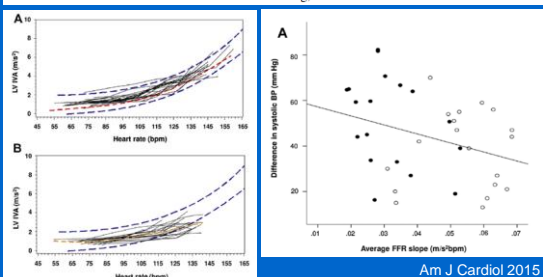 A
10
8
6
4
2
0
LV IVA (m/s²)
45 55 65 75 85 95 105 115 125 135 145 155 165
Heart rate (bpm)
B
10
8
6
4
2
0
LV IVA (m/s²)
45 55 65 75 85 95 105 115 125 135 145 155 165
Heart rate (bpm)
A
80
60
40
20
Difference in systolic BP (mm Hg)
.01 .02 .03 .04 .05 .06 .07
Average FFR slope (m/s²bpm)
Am J Cardiol 2015